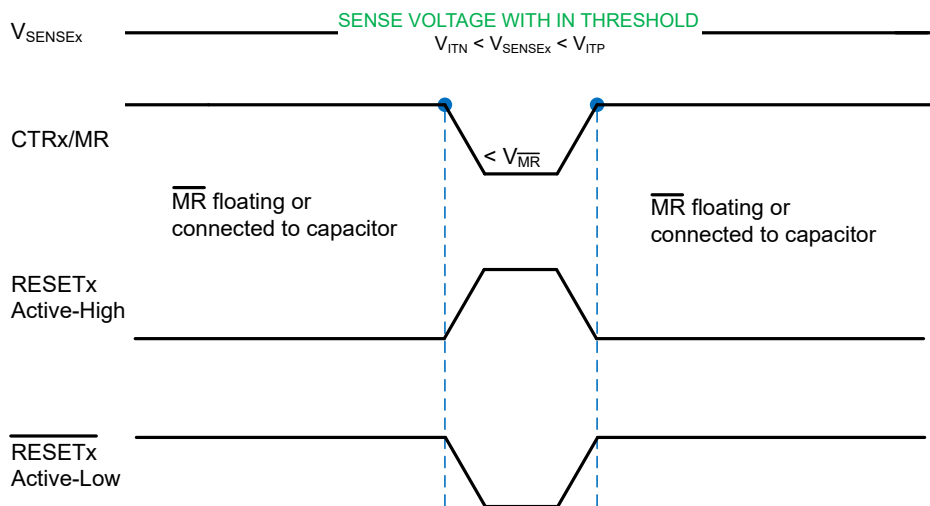 SENSE VOLTAGE WITH IN THRESHOLD
VSENSEx
VITN < VSENSEx < VITP
CTRx/MR
< VMR
MR floating or
connected to capacitor
MR floating or
connected to capacitor
RESETx
Active-High
RESETx
Active-Low